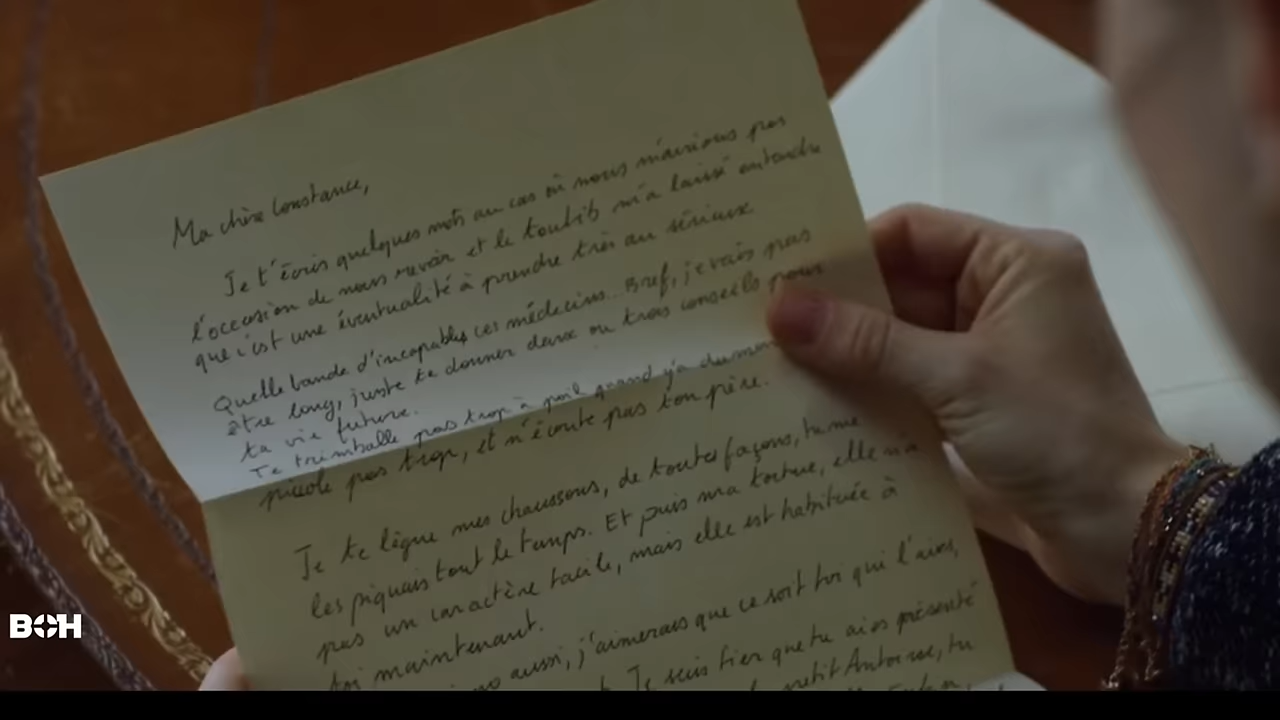 Ma chère Constance,
Je t'écris quelques mots au cas où nous n'aurions pas
l'occasion de nous revoir et le toubib m'a laissé entendre
que c'est une éventualité à prendre très au sérieux
Quelle bande d'incapables ces médecins... Bref, je vais pas
être long, juste te donner deux ou trois conseils pour
ta vie future.
Te trimballe pas trop à poil quand y'a du
picole pas trop, et n'écoute pas ton père.
Je te lègue mes chaussons, de toutes façons, tu me
les piquais tout le temps. Et puis ma tortue, elle n'a
pas un caractère facile, mais elle est habituée à
toi maintenant.
aussi, j'aimerais que ce soit toi qui l'aies,
Je suis fier que tu aies présenté
petit Antoine, tu
BOH